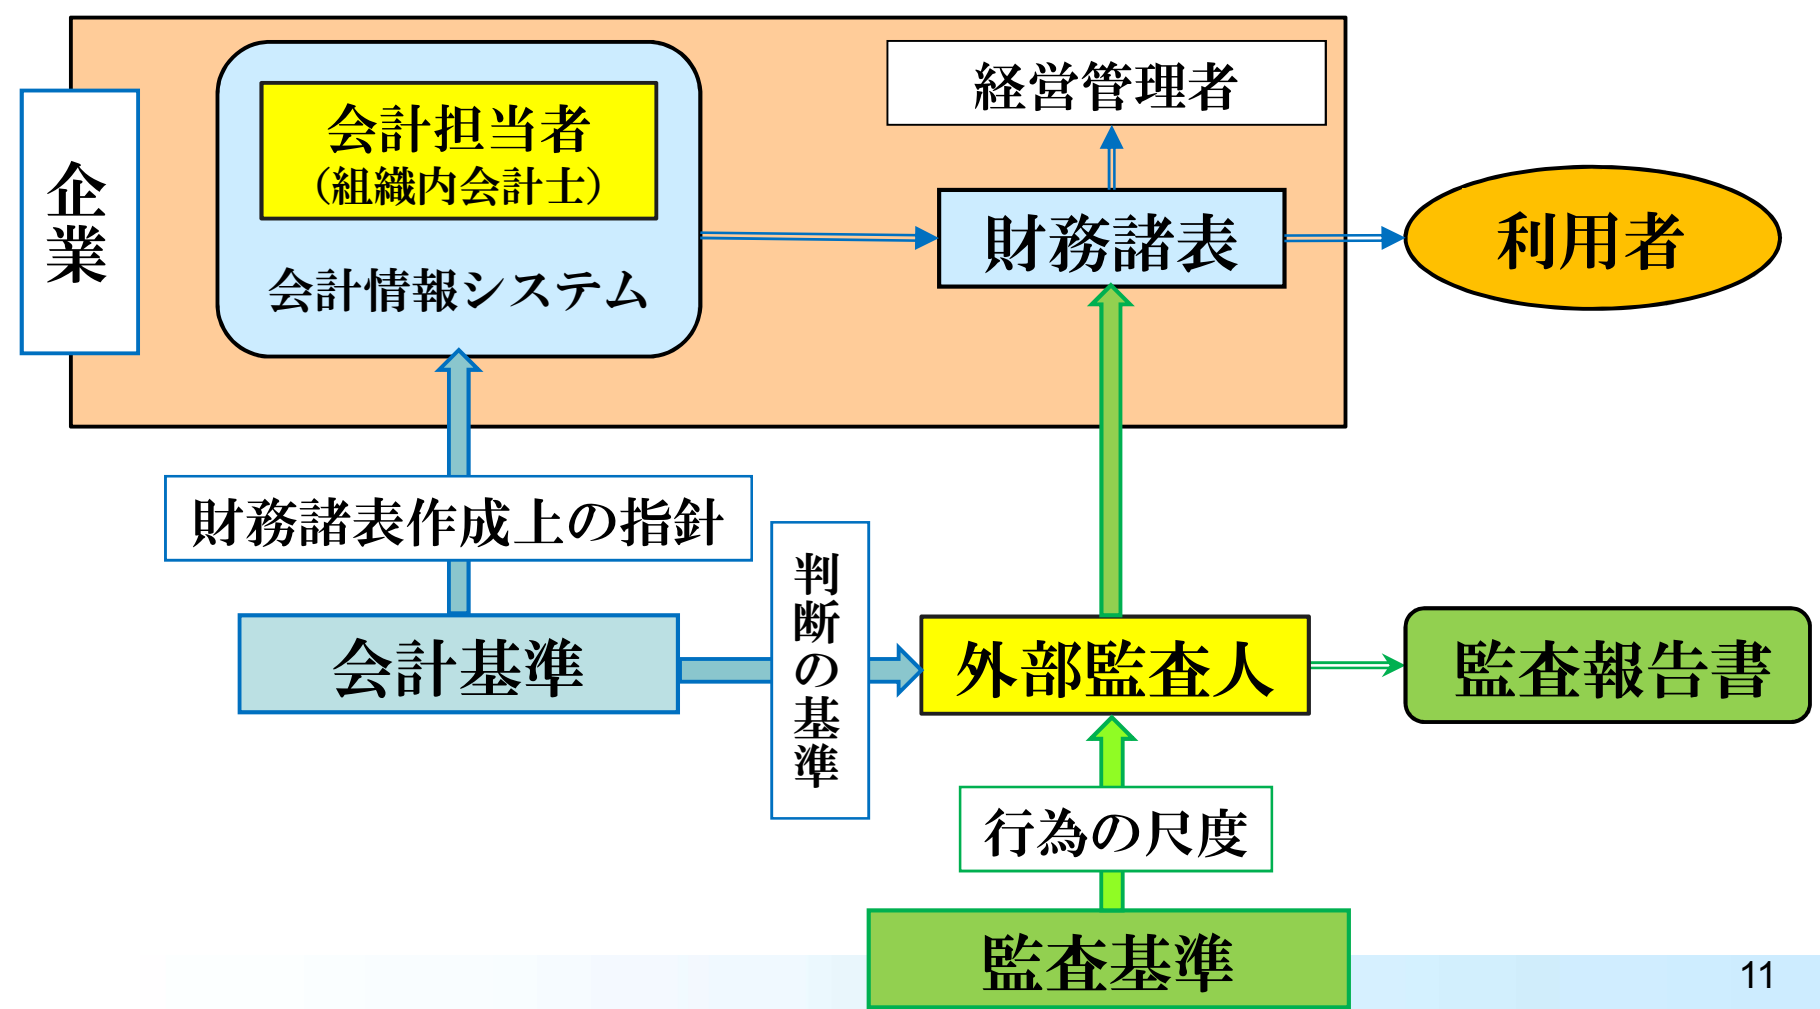 企業
会計担当者
（組織内会計士）
会計情報システム
経営管理者
財務諸表
利用者
財務諸表作成上の指針
判断の基準
会計基準
外部監査人
監査報告書
行為の尺度
監査基準
11